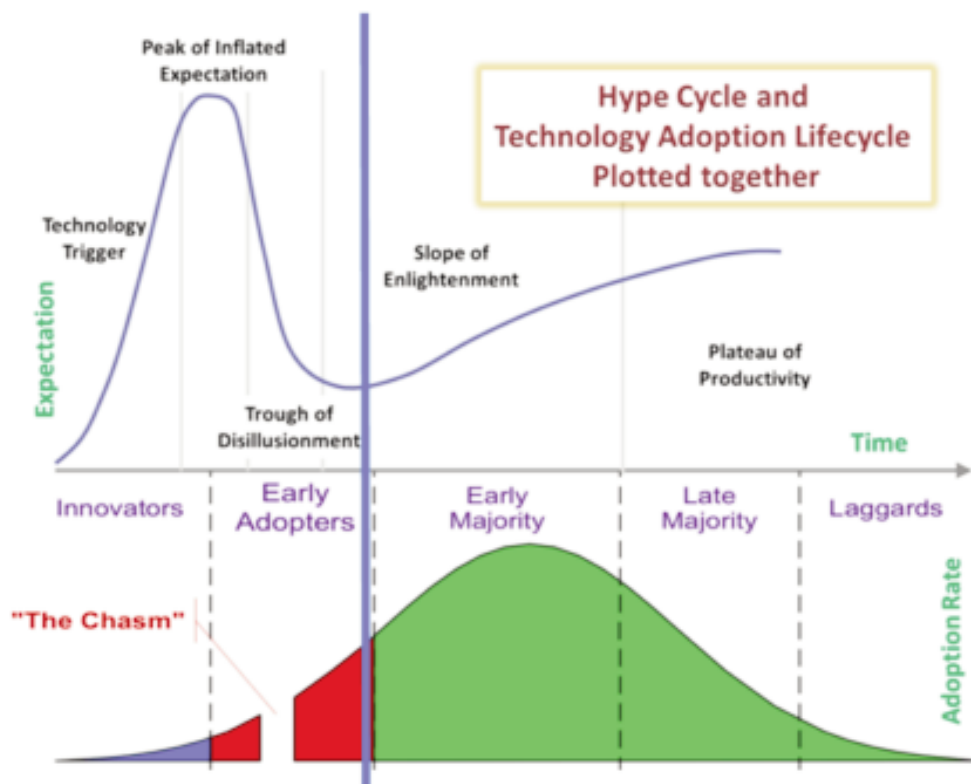 Peak of Inflated
Expectation
Hype Cycle and
Technology Adoption Lifecycle
Plotted together
Technology
Trigger
Slope of
Enlightenment
Expectation
Plateau of
Productivity
Trough of
Disillusionment
Time
Innovators
Early
Adopters
Early
Majority
Late
Majority
Laggards
"The Chasm"
Adoption Rate